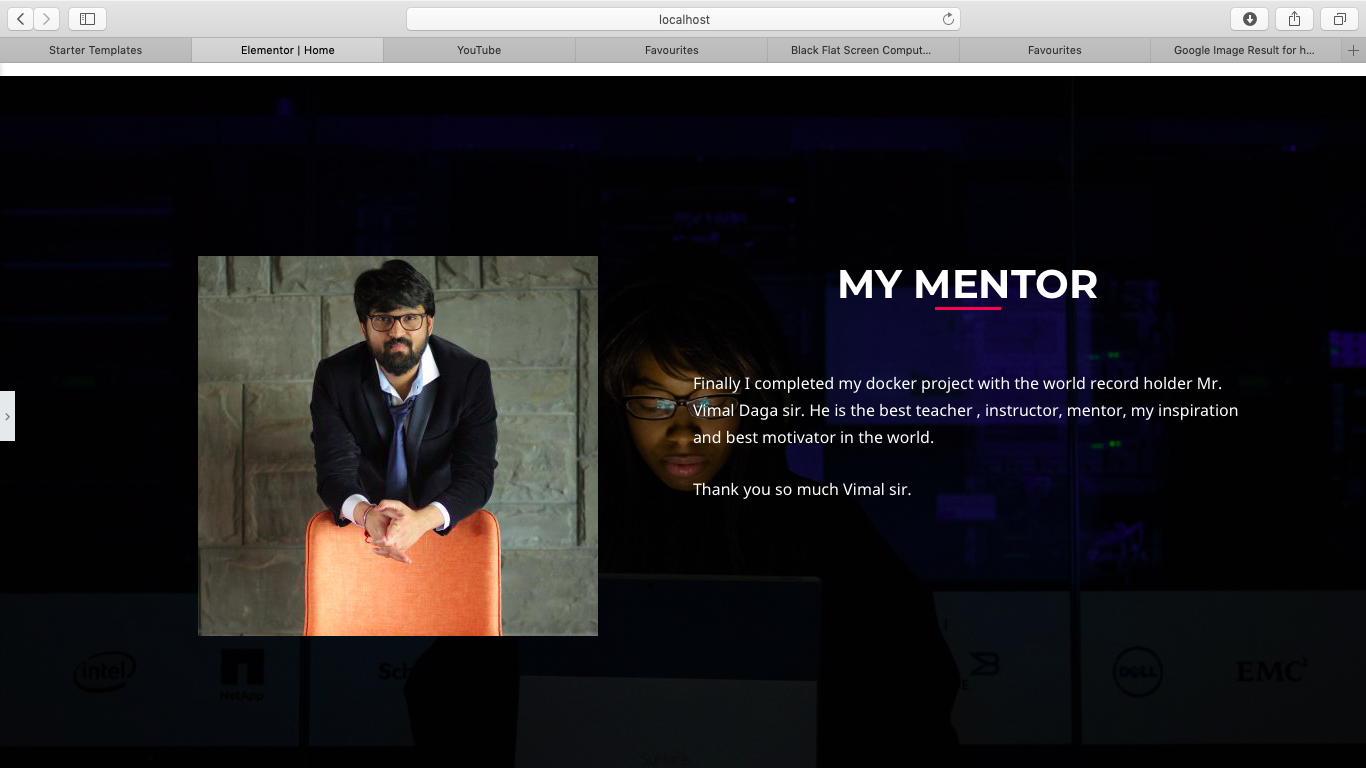 localhost
Starter Templates
Elementor | Home
YouTube
Favourites
Black Flat Screen Comput...
Favourites
Google Image Result for h...
MY MENTOR
Finally I completed my docker project with the world record holder Mr.
Vimal Daga sir. He is the best teacher , instructor, mentor, my inspiration
and best motivator in the world.
Thank you so much Vimal sir.
intel
NetApp
Sch
DELL
EMC²